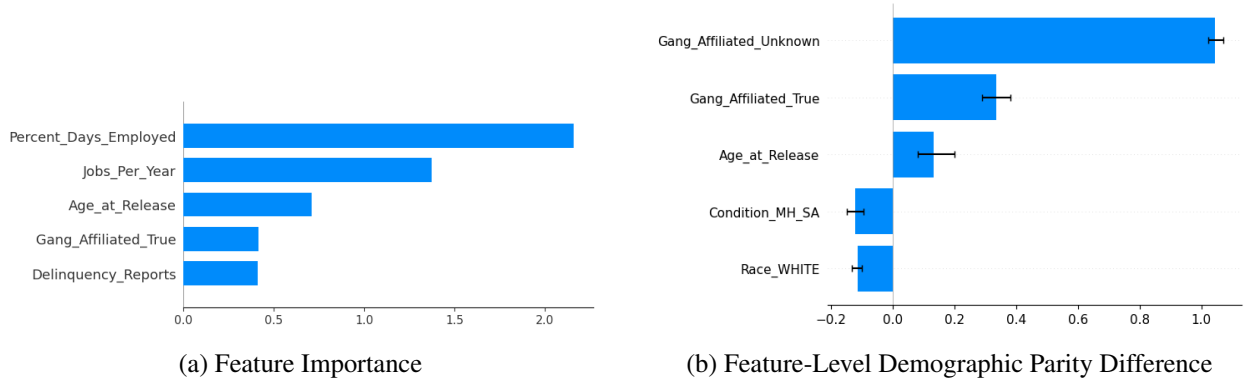 Percent_Days_Employed
Jobs_Per_Year
Age_at_Release
Gang_Affiliated_True
Delinquency_Reports
0.0 0.5 1.0 1.5 2.0
(a) Feature Importance
Gang_Affiliated_Unknown
Gang_Affiliated_True
Age_at_Release
Condition_MH_SA
Race_WHITE
−0.2 0.0 0.2 0.4 0.6 0.8 1.0
(b) Feature-Level Demographic Parity Difference